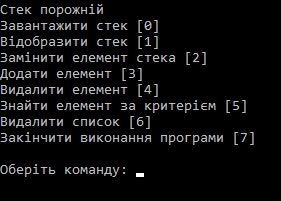 Стек порожній
Завантажити стек [0]
Відобразити стек [1]
Замінити елемент стека [2]
Додати елемент [3]
Видалити елемент [4]
Знайти елемент за критерієм [5]
Видалити список [6]
Закінчити виконання програми [7]
Оберіть команду: